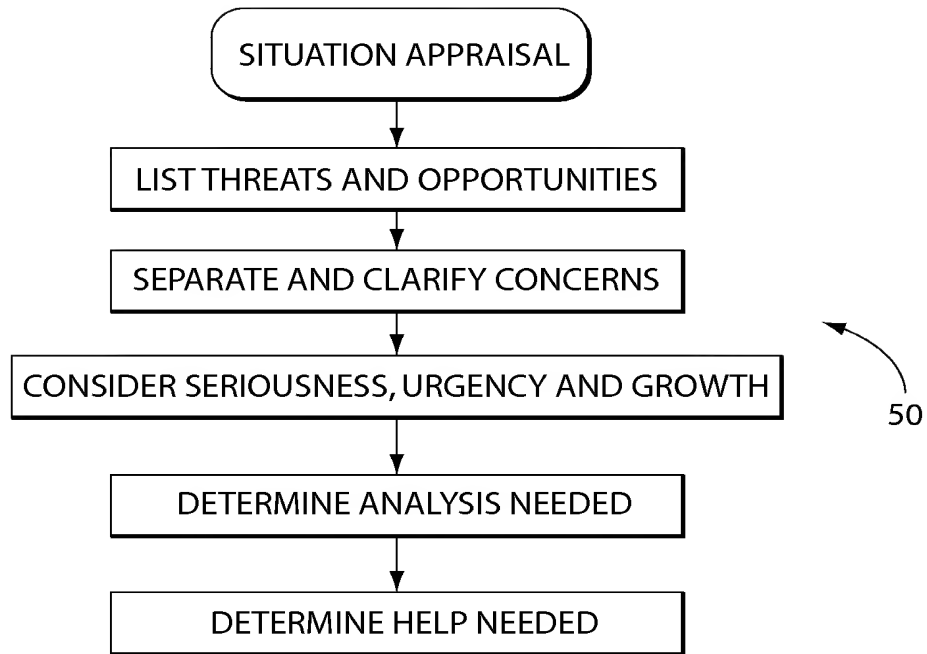 SITUATION APPRAISAL
LIST THREATS AND OPPORTUNITIES
SEPARATE AND CLARIFY CONCERNS
CONSIDER SERIOUSNESS, URGENCY AND GROWTH
50
DETERMINE ANALYSIS NEEDED
DETERMINE HELP NEEDED